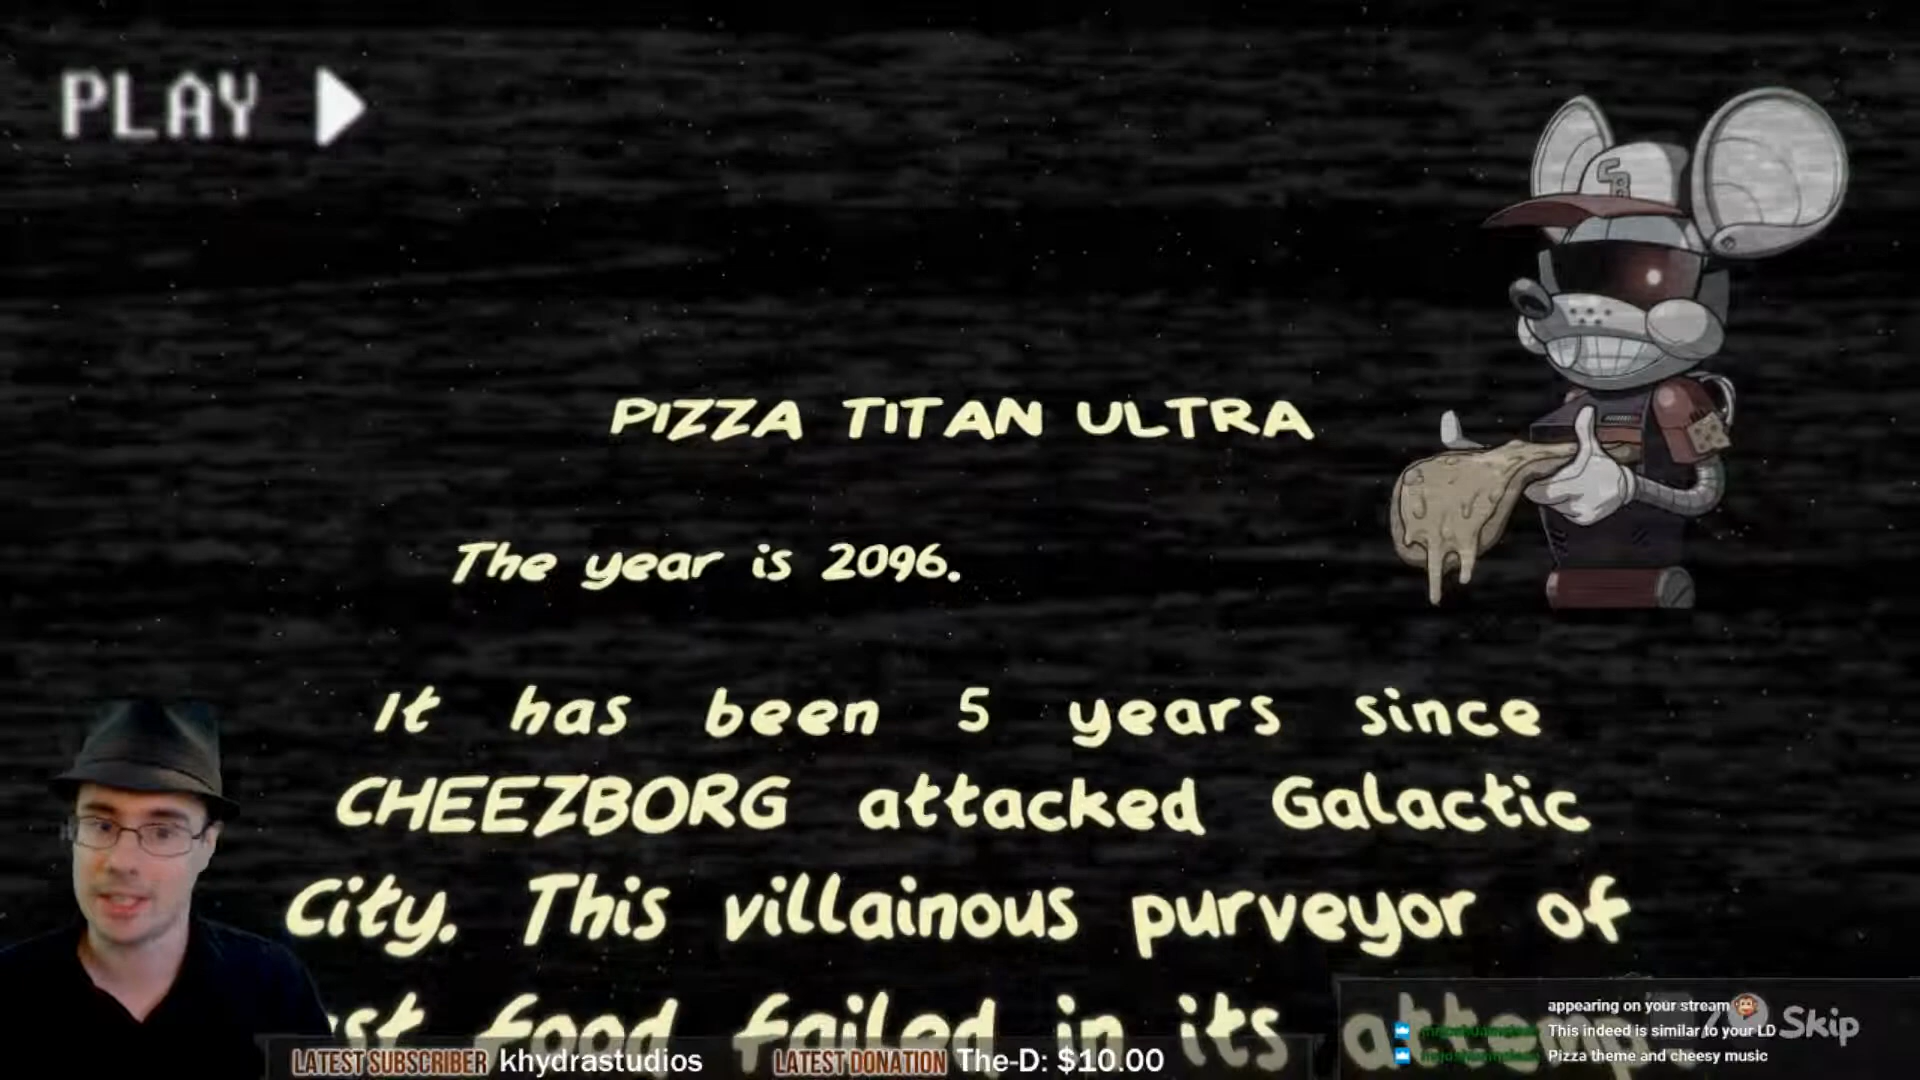 PLAY
CB
PIZZA TITAN ULTRA
The year is 2096.
It has been 5 years since
CHEEZBORG attacked Galactic
City. This villainous purveyor of
food failed in its
appearing on your stream
Skip
This indeed is similar to your LD
Pizza theme and cheesy music
LATEST SUBSCRIBER khydrastudios
LATEST DONATION The-D: $10.00